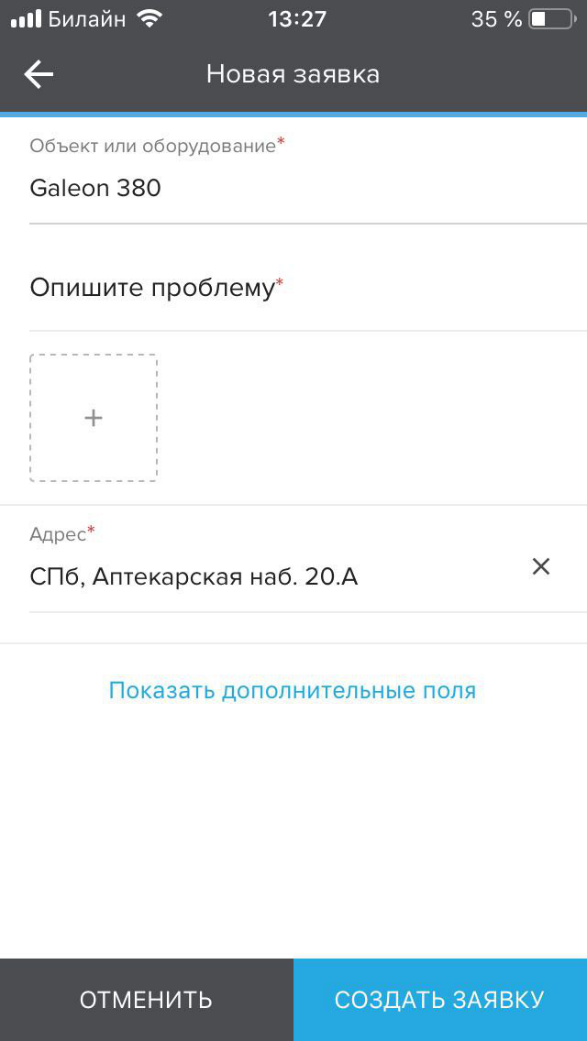 Билайн 13:27 35 %
Новая заявка
Объект или оборудование*
Galeon 380
Опишите проблему*
+
Адрес*
СПб, Аптекарская наб. 20.А
Показать дополнительные поля
ОТМЕНИТЬ СОЗДАТЬ ЗАЯВКУ